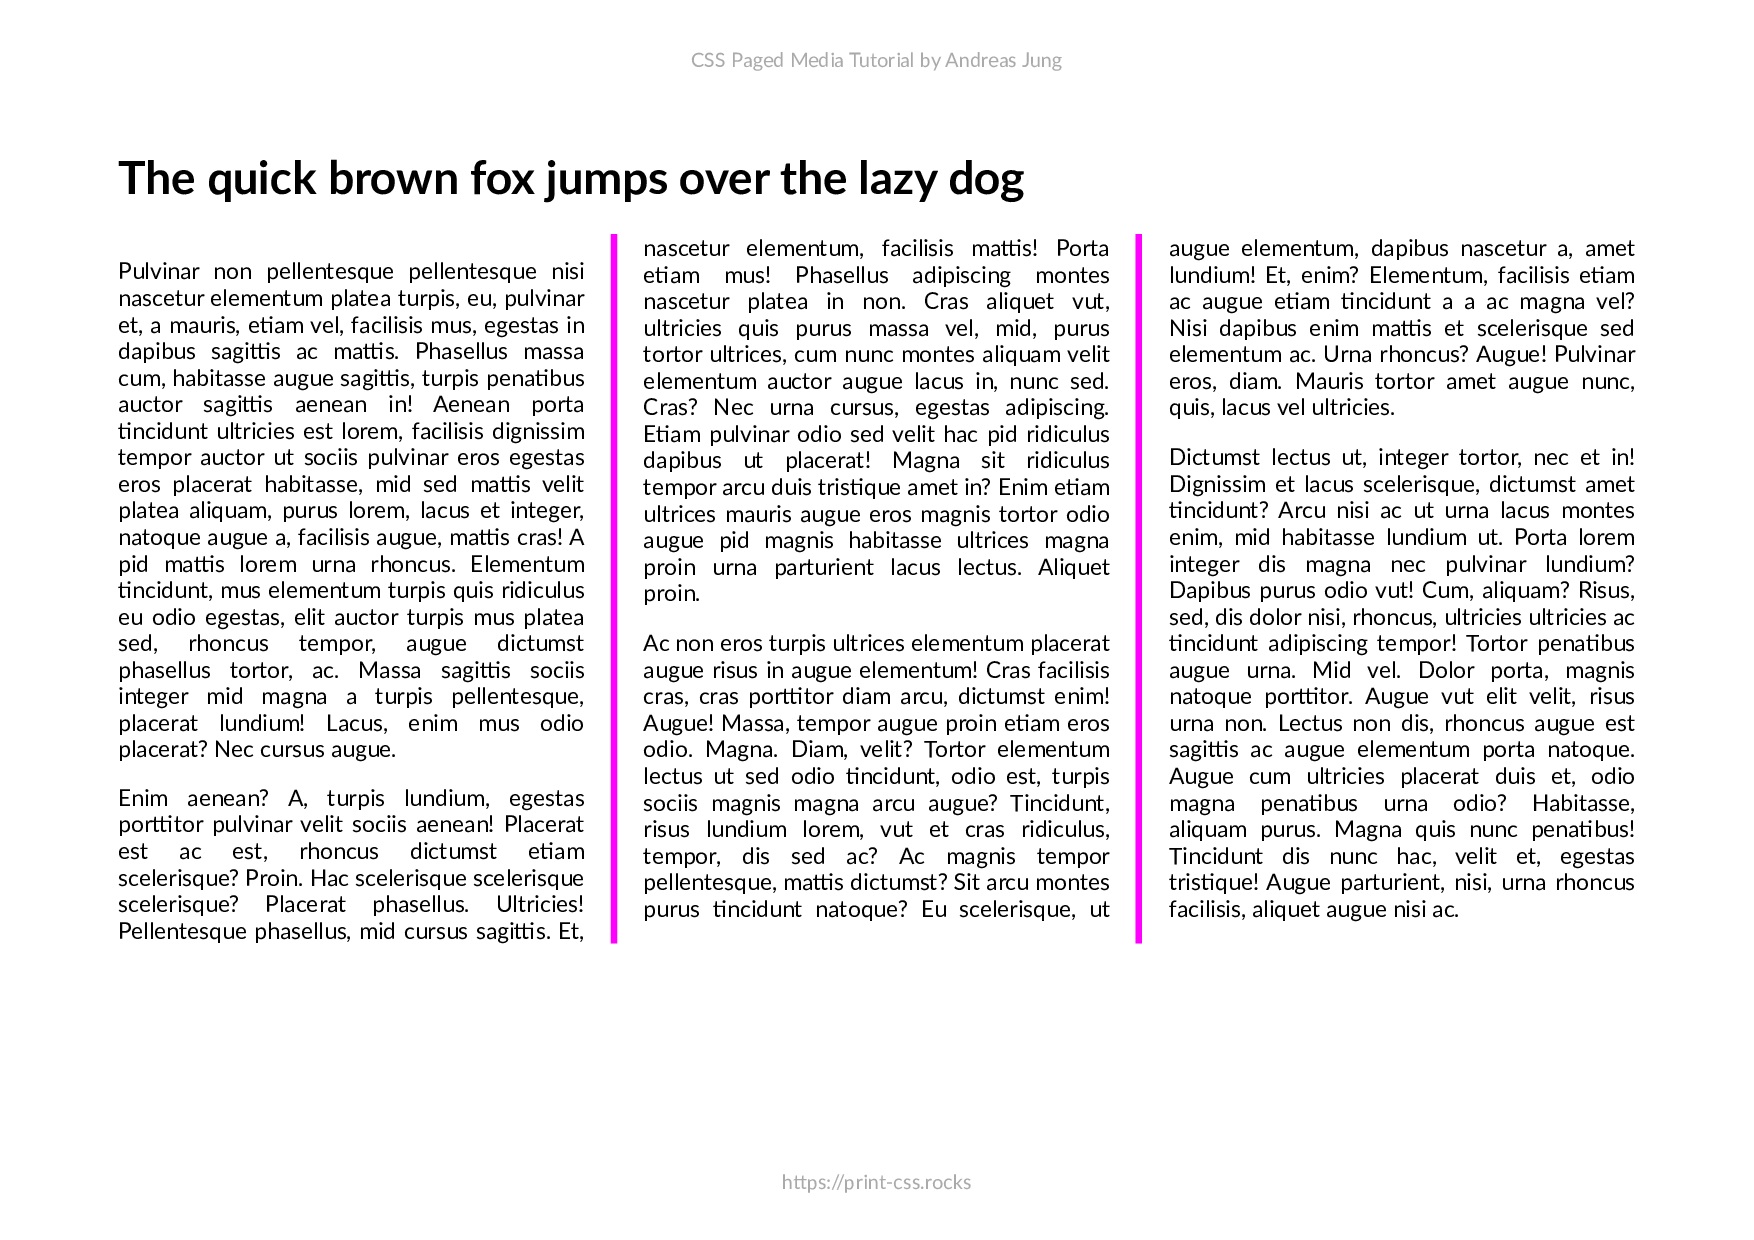 CSS Paged Media Tutorial by Andreas Jung
The quick brown fox jumps over the lazy dog
Pulvinar non pellentesque pellentesque nisi
nascetur elementum platea turpis, eu, pulvinar
et, a mauris, etiam vel, facilisis mus, egestas in
dapibus sagittis ac mattis. Phasellus massa
cum, habitasse augue sagittis, turpis penatibus
auctor sagittis aenean in! Aenean porta
tincidunt ultricies est lorem, facilisis dignissim
tempor auctor ut sociis pulvinar eros egestas
eros placerat habitasse, mid sed mattis velit
platea aliquam, purus lorem, lacus et integer,
natoque augue a, facilisis augue, mattis cras! A
pid mattis lorem urna rhoncus. Elementum
tincidunt, mus elementum turpis quis ridiculus
eu odio egestas, elit auctor turpis mus platea
sed, rhoncus tempor, augue dictumst
phasellus tortor, ac. Massa sagittis sociis
integer mid magna a turpis pellentesque,
placerat lundium! Lacus, enim mus odio
placerat? Nec cursus augue.
Enim aenean? A, turpis lundium, egestas
porttitor pulvinar velit sociis aenean! Placerat
est ac est, rhoncus dictumst etiam
scelerisque? Proin. Hac scelerisque scelerisque
scelerisque? Placerat phasellus. Ultricies!
Pellentesque phasellus, mid cursus sagittis. Et,
nascetur elementum, facilisis mattis! Porta
etiam mus! Phasellus adipiscing montes
nascetur platea in non. Cras aliquet vut,
ultricies quis purus massa vel, mid, purus
tortor ultrices, cum nunc montes aliquam velit
elementum auctor augue lacus in, nunc sed.
Cras? Nec urna cursus, egestas adipiscing.
Etiam pulvinar odio sed velit hac pid ridiculus
dapibus ut placerat! Magna sit ridiculus
tempor arcu duis tristique amet in? Enim etiam
ultrices mauris augue eros magnis tortor odio
augue pid magnis habitasse ultrices magna
proin urna parturient lacus lectus. Aliquet
proin.
Ac non eros turpis ultrices elementum placerat
augue risus in augue elementum! Cras facilisis
cras, cras porttitor diam arcu, dictumst enim!
Augue! Massa, tempor augue proin etiam eros
odio. Magna. Diam, velit? Tortor elementum
lectus ut sed odio tincidunt, odio est, turpis
sociis magnis magna arcu augue? Tincidunt,
risus lundium lorem, vut et cras ridiculus,
tempor, dis sed ac? Ac magnis tempor
pellentesque, mattis dictumst? Sit arcu montes
purus tincidunt natoque? Eu scelerisque, ut
augue elementum, dapibus nascetur a, amet
lundium! Et, enim? Elementum, facilisis etiam
ac augue etiam tincidunt a a ac magna vel?
Nisi dapibus enim mattis et scelerisque sed
elementum ac. Urna rhoncus? Augue! Pulvinar
eros, diam. Mauris tortor amet augue nunc,
quis, lacus vel ultricies.
Dictumst lectus ut, integer tortor, nec et in!
Dignissim et lacus scelerisque, dictumst amet
tincidunt? Arcu nisi ac ut urna lacus montes
enim, mid habitasse lundium ut. Porta lorem
integer dis magna nec pulvinar lundium?
Dapibus purus odio vut! Cum, aliquam? Risus,
sed, dis dolor nisi, rhoncus, ultricies ultricies ac
tincidunt adipiscing tempor! Tortor penatibus
augue urna. Mid vel. Dolor porta, magnis
natoque porttitor. Augue vut elit velit, risus
urna non. Lectus non dis, rhoncus augue est
sagittis ac augue elementum porta natoque.
Augue cum ultricies placerat duis et, odio
magna penatibus urna odio? Habitasse,
aliquam purus. Magna quis nunc penatibus!
Tincidunt dis nunc hac, velit et, egestas
tristique! Augue parturient, nisi, urna rhoncus
facilisis, aliquet augue nisi ac.
https://print-css.rocks